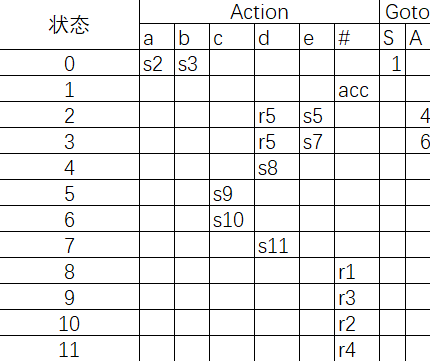 状态 Action Goto
a b c d e # S A
0 s2 s3 1
1 acc
2 r5 s5 4
3 r5 s7 6
4 s8
5 s9
6 s10
7 s11
8 r1
9 r3
10 r2
11 r4